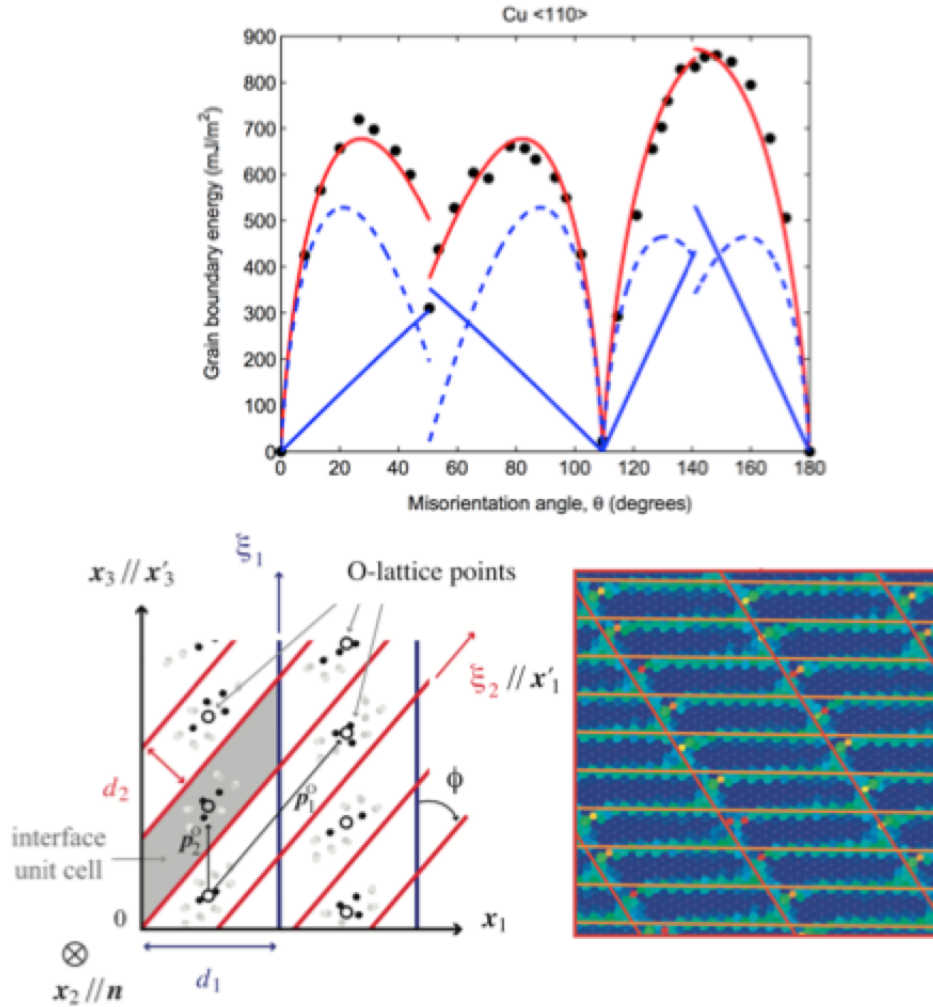 Cu <110>
Grain boundary energy (mJ/m²)
900
800
700
600
500
400
300
200
100
0
0 20 40 60 80 100 120 140 160 180
Misorientation angle, θ (degrees)
x₃ // x′₃
ξ₁
O-lattice points
ξ₂ // x′₁
d₂
p₁ᴼ
ϕ
p₂ᴼ
interface
unit cell
0
x₁
d₁
x₂ // n